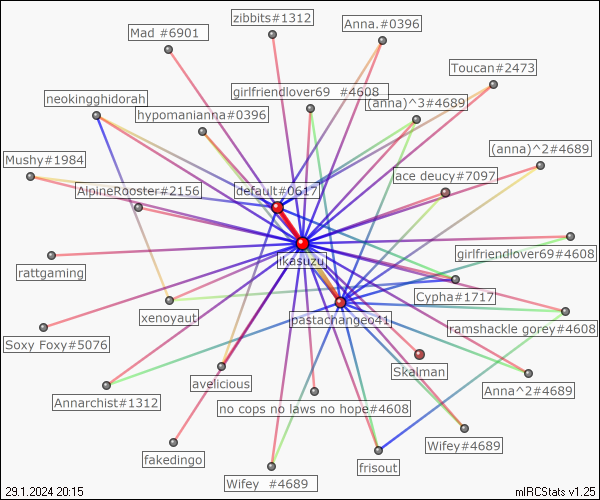 zibbits#1312
Anna.#0396
Mad #6901
Toucan#2473
girlfriendlover69 #4608
neokingghidorah
(anna)^3#4689
hypomanianna#0396
(anna)^2#4689
Mushy#1984
ace deucy#7097
AlpineRooster#2156
default#0617
girlfriendlover69#4608
ikasuzu
rattgaming
Cypha#1717
xenoyaut
pastachangeo41
ramshackle gorey#4608
Soxy Foxy#5076
Skalman
avelicious
Anna^2#4689
Annarchist#1312
no cops no laws no hope#4608
Wifey#4689
fakedingo
frisout
Wifey #4689
29.1.2024 20:15
mIRCStats v1.25